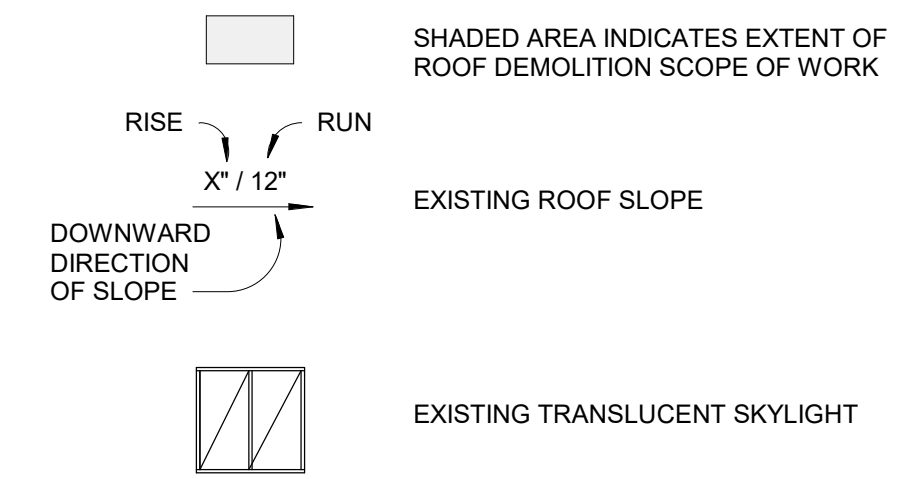 SHADED AREA INDICATES EXTENT OF
ROOF DEMOLITION SCOPE OF WORK
RISE
RUN
X" / 12"
EXISTING ROOF SLOPE
DOWNWARD
DIRECTION
OF SLOPE
EXISTING TRANSLUCENT SKYLIGHT